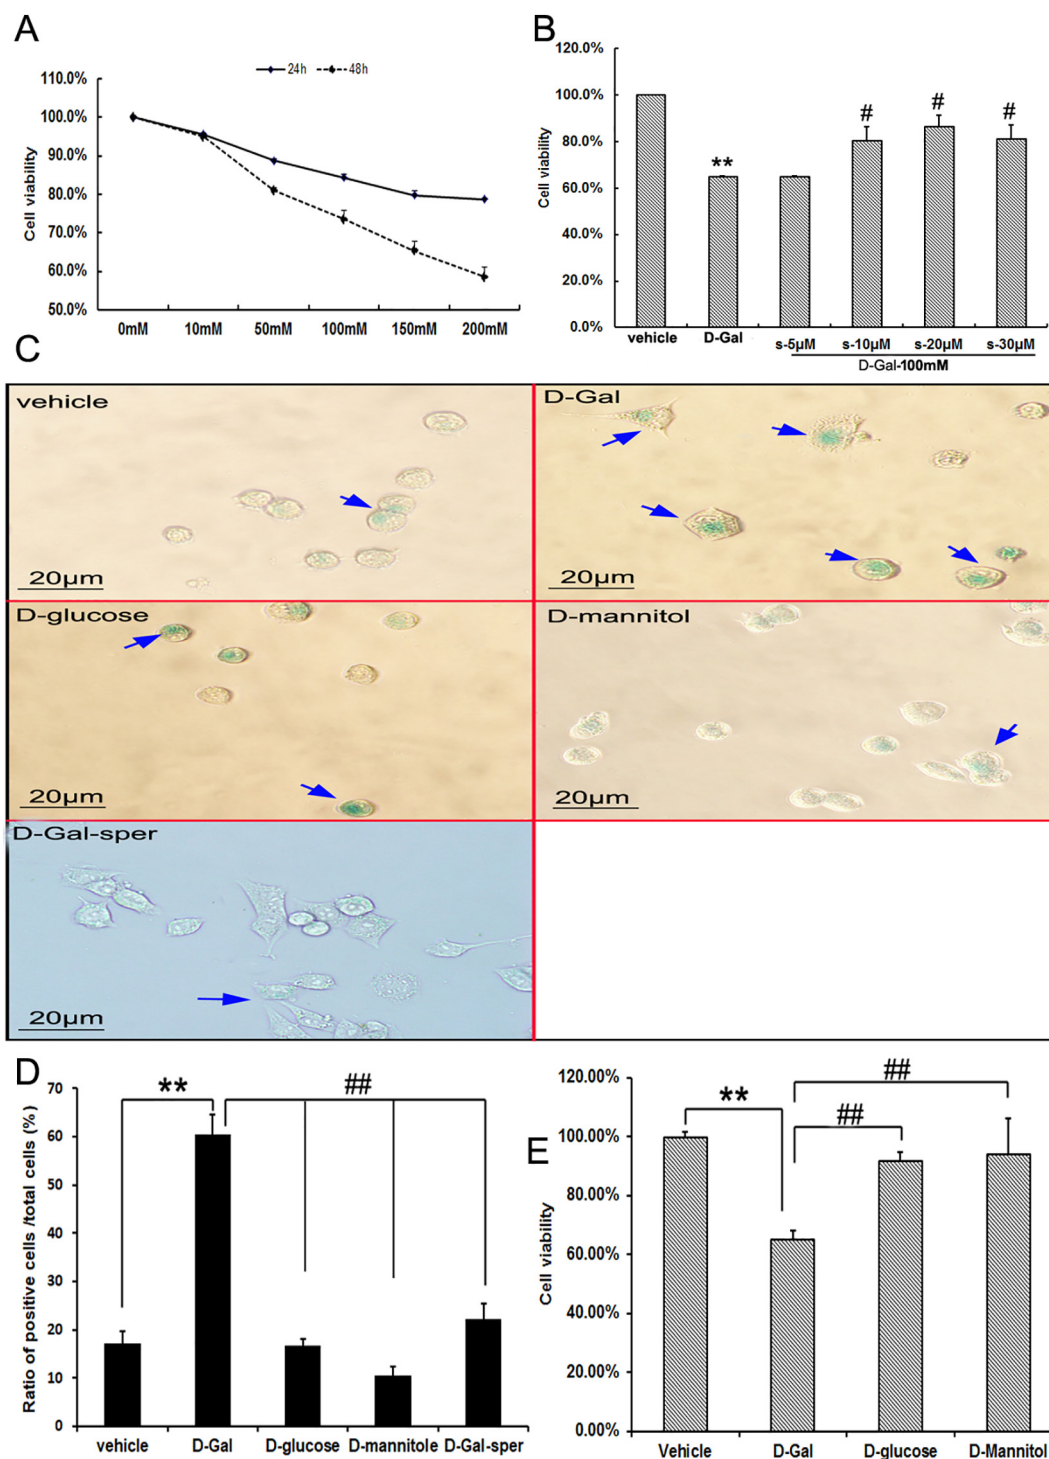 A
24h 48h
Cell viability
110.0%
100.0%
90.0%
80.0%
70.0%
60.0%
50.0%
0mM 10mM 50mM 100mM 150mM 200mM
B
Cell viability
120.0%
100.0%
80.0%
60.0%
40.0%
20.0%
0.0%
** # # #
vehicle D-Gal s-5μM s-10μM s-20μM s-30μM
D-Gal-100mM
C
vehicle
20μm
D-Gal
D-glucose
20μm
D-mannitol
20μm
D-Gal-sper
20μm
D
Ratio of positive cells /total cells (%)
70
60
50
40
30
20
10
0
** ##
vehicle D-Gal D-glucose D-mannitole D-Gal-sper
E
Cell viability
120.00%
100.00%
80.00%
60.00%
40.00%
20.00%
0.00%
##
** ##
Vehicle D-Gal D-glucose D-Mannitol